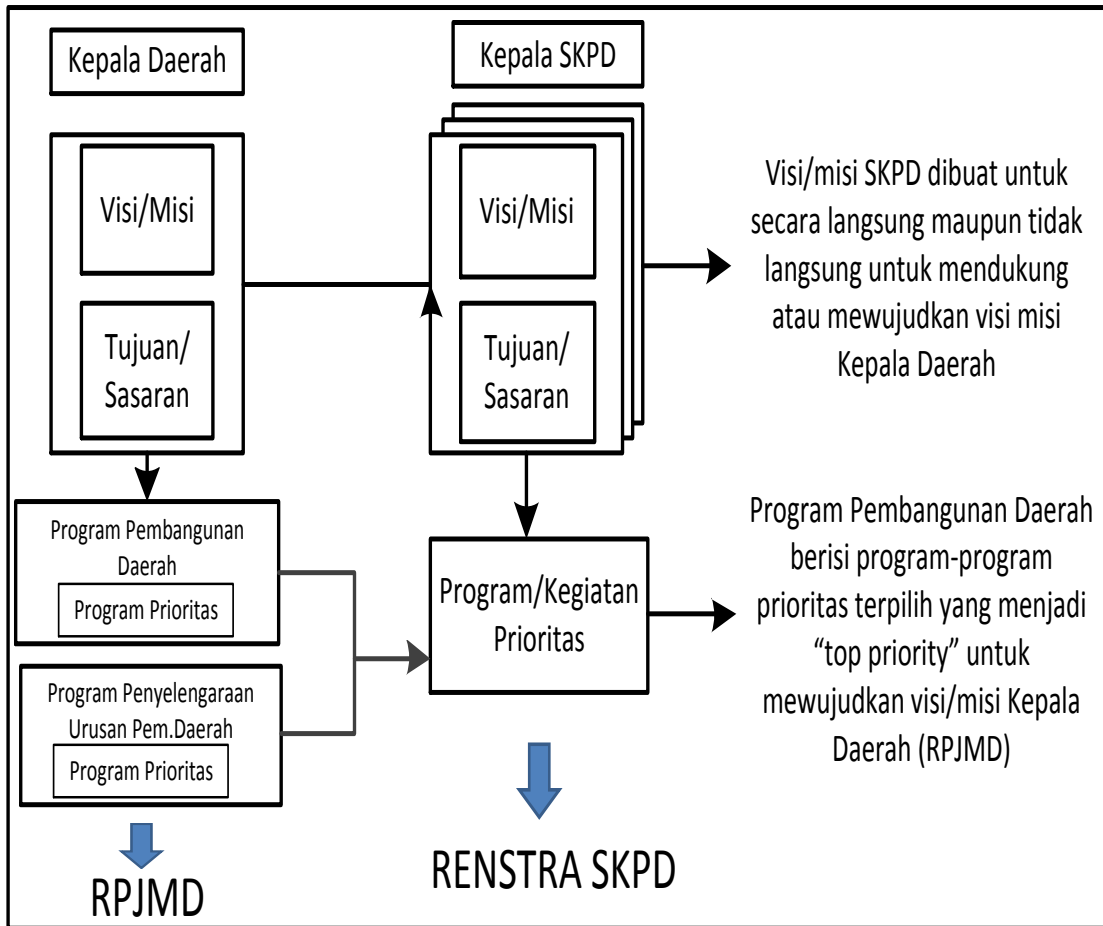 Kepala Daerah
Kepala SKPD
Visi/Misi
Tujuan/
Sasaran
Visi/Misi
Tujuan/
Sasaran
Visi/misi SKPD dibuat untuk
secara langsung maupun tidak
langsung untuk mendukung
atau mewujudkan visi misi
Kepala Daerah
Program Pembangunan
Daerah
Program Prioritas
Program Penyelengaraan
Urusan Pem.Daerah
Program Prioritas
Program/Kegiatan
Prioritas
Program Pembangunan Daerah
berisi program-program
prioritas terpilih yang menjadi
“top priority” untuk
mewujudkan visi/misi Kepala
Daerah (RPJMD)
RPJMD
RENSTRA SKPD